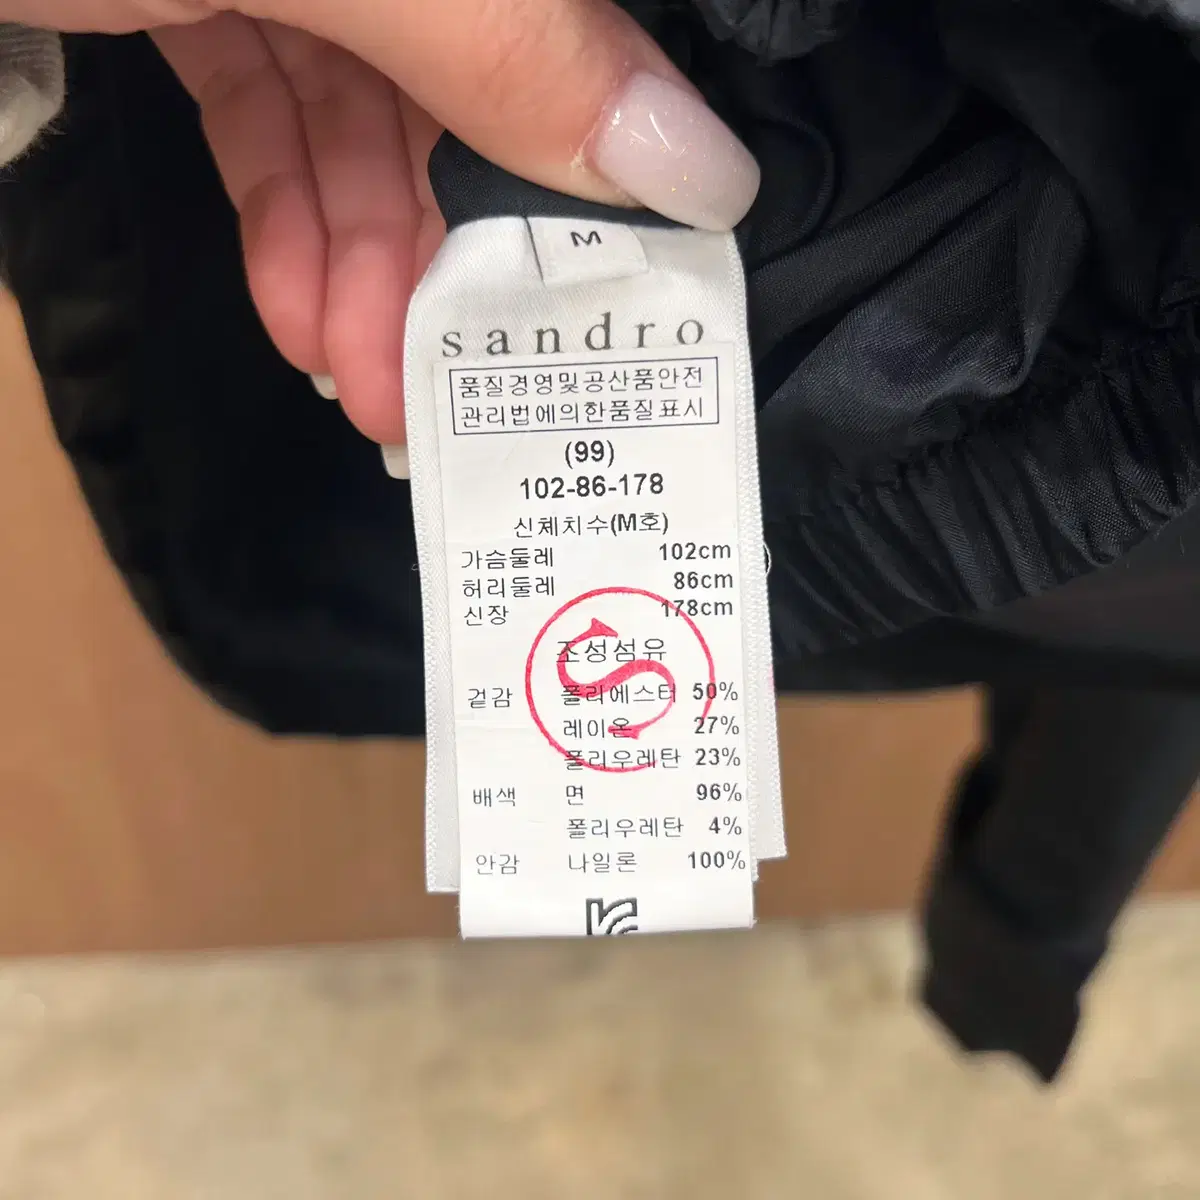 M
sandro
품질경영및공산품안전
관리법에의한품질표시
(99)
102-86-178
신체치수(M호)
가슴둘레 102cm
허리둘레 86cm
신장 178cm
조성섬유
겉감 폴리에스터 50%
레이온 27%
폴리우레탄 23%
배색 면 96%
폴리우레탄 4%
안감 나일론 100%
S